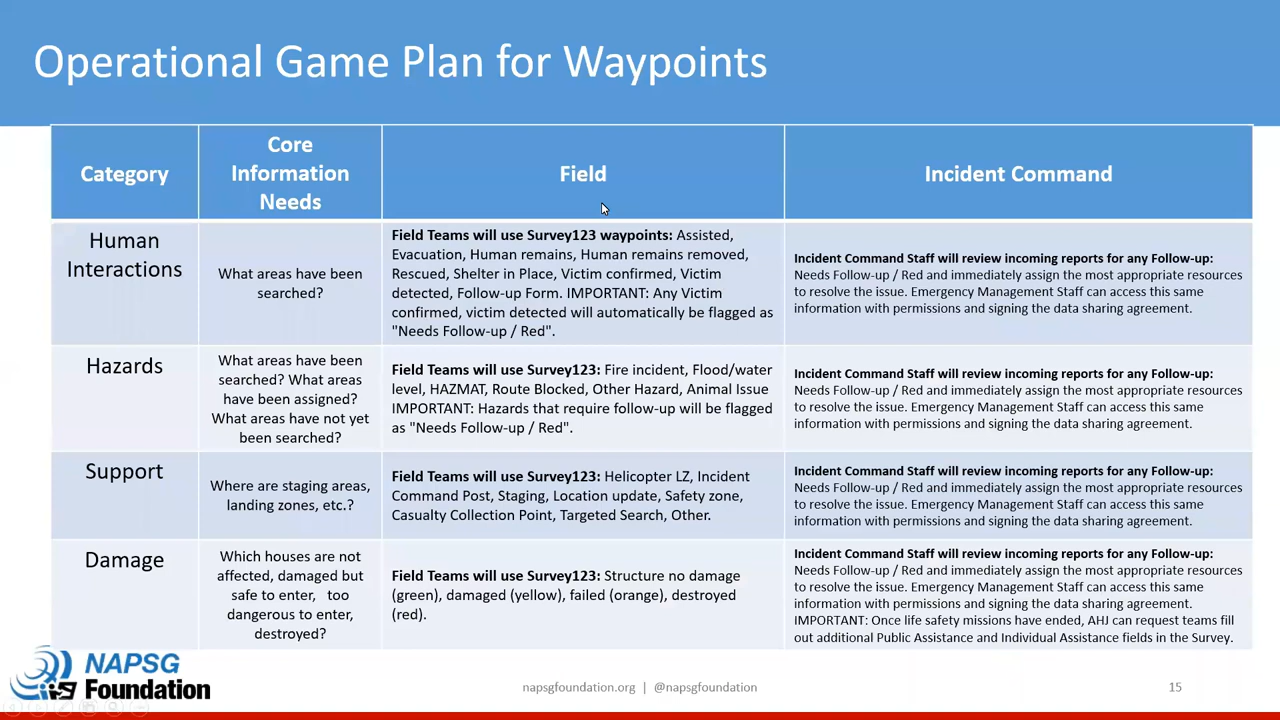 Operational Game Plan for Waypoints
Category
Core
Information
Needs
Field
Incident Command
Human
Interactions
What areas have been
searched?
Field Teams will use Survey123 waypoints: Assisted,
Evacuation, Human remains, Human remains removed,
Rescued, Shelter in Place, Victim confirmed, Victim
detected, Follow-up Form. IMPORTANT: Any Victim
confirmed, victim detected will automatically be flagged as
"Needs Follow-up / Red".
Incident Command Staff will review incoming reports for any Follow-up:
Needs Follow-up / Red and immediately assign the most appropriate resources
to resolve the issue. Emergency Management Staff can access this same
information with permissions and signing the data sharing agreement.
Hazards
What areas have been
searched? What areas
have been assigned?
What areas have not yet
been searched?
Field Teams will use Survey123: Fire incident, Flood/water
level, HAZMAT, Route Blocked, Other Hazard, Animal Issue
IMPORTANT: Hazards that require follow-up will be flagged
as "Needs Follow-up / Red".
Incident Command Staff will review incoming reports for any Follow-up:
Needs Follow-up / Red and immediately assign the most appropriate resources
to resolve the issue. Emergency Management Staff can access this same
information with permissions and signing the data sharing agreement.
Support
Where are staging areas,
landing zones, etc.?
Field Teams will use Survey123: Helicopter LZ, Incident
Command Post, Staging, Location update, Safety zone,
Casualty Collection Point, Targeted Search, Other.
Incident Command Staff will review incoming reports for any Follow-up:
Needs Follow-up / Red and immediately assign the most appropriate resources
to resolve the issue. Emergency Management Staff can access this same
information with permissions and signing the data sharing agreement.
Damage
Which houses are not
affected, damaged but
safe to enter, too
dangerous to enter,
destroyed?
Field Teams will use Survey123: Structure no damage
(green), damaged (yellow), failed (orange), destroyed
(red).
Incident Command Staff will review incoming reports for any Follow-up:
Needs Follow-up / Red and immediately assign the most appropriate resources
to resolve the issue. Emergency Management Staff can access this same
information with permissions and signing the data sharing agreement.
IMPORTANT: Once life safety missions have ended, AHJ can request teams fill
out additional Public Assistance and Individual Assistance fields in the Survey.
NAPSG
Foundation
napsgfoundation.org | @napsgfoundation
15